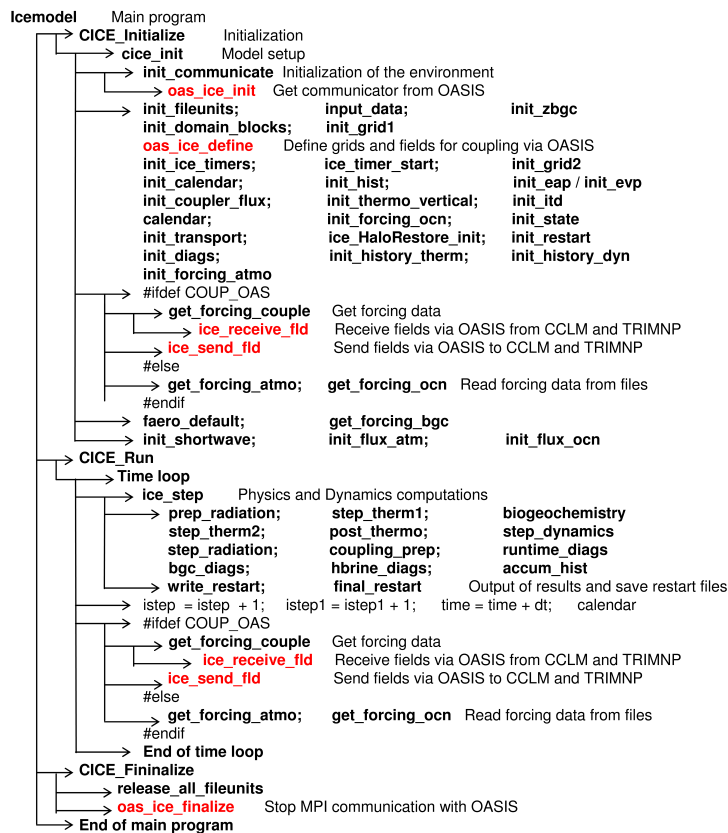 Icemodel Main program
CICE_Initialize Initialization
cice_init Model setup
init_communicate Initialization of the environment
oas_ice_init Get communicator from OASIS
init_fileunits; input_data; init_zbgc
init_domain_blocks; init_grid1
oas_ice_define Define grids and fields for coupling via OASIS
init_ice_timers; ice_timer_start; init_grid2
init_calendar; init_hist; init_eap / init_evp
init_coupler_flux; init_thermo_vertical; init_itd
calendar; init_forcing_ocn; init_state
init_transport; ice_HaloRestore_init; init_restart
init_diags; init_history_therm; init_history_dyn
init_forcing_atmo
#ifdef COUP_OAS
get_forcing_couple Get forcing data
ice_receive_fld Receive fields via OASIS from CCLM and TRIMNP
ice_send_fld Send fields via OASIS to CCLM and TRIMNP
#else
get_forcing_atmo; get_forcing_ocn Read forcing data from files
#endif
faero_default; get_forcing_bgc
init_shortwave; init_flux_atm; init_flux_ocn
CICE_Run
Time loop
ice_step Physics and Dynamics computations
prep_radiation; step_therm1; biogeochemistry
step_therm2; post_thermo; step_dynamics
step_radiation; coupling_prep; runtime_diags
bgc_diags; hbrine_diags; accum_hist
write_restart; final_restart Output of results and save restart files
istep = istep + 1; istep1 = istep1 + 1; time = time + dt; calendar
#ifdef COUP_OAS
get_forcing_couple Get forcing data
ice_receive_fld Receive fields via OASIS from CCLM and TRIMNP
ice_send_fld Send fields via OASIS to CCLM and TRIMNP
#else
get_forcing_atmo; get_forcing_ocn Read forcing data from files
#endif
End of time loop
CICE_Fininalize
release_all_fileunits
oas_ice_finalize Stop MPI communication with OASIS
End of main program